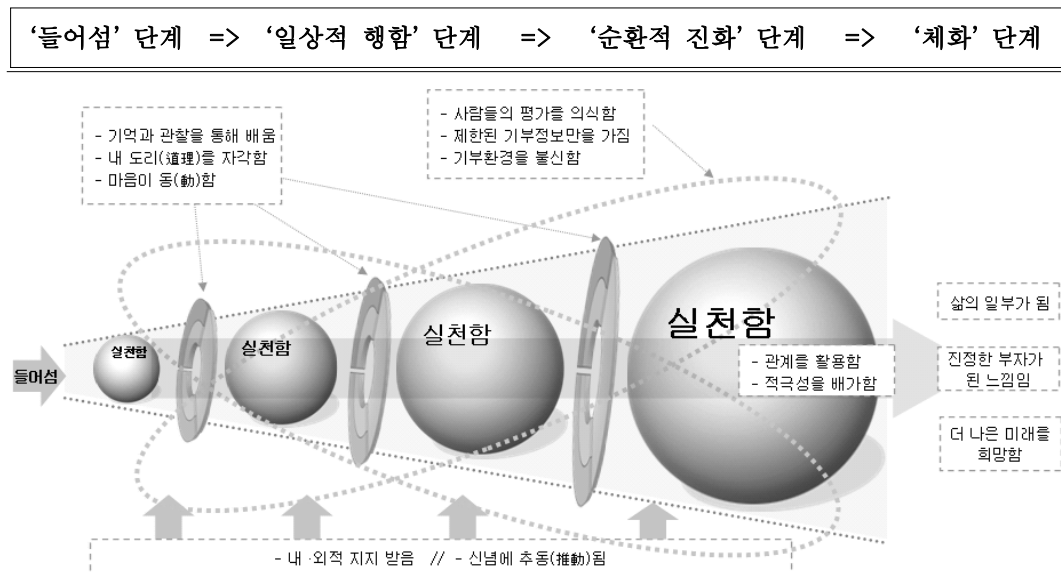 ‘들어섬’ 단계 => ‘일상적 행함’ 단계 => ‘순환적 진화’ 단계 => ‘체화’ 단계
- 기억과 관찰을 통해 배움
- 내 도리(道理)를 자각함
- 마음이 동(動)함
- 사람들의 평가를 의식함
- 제한된 기부정보만을 가짐
- 기부환경을 불신함
들어섬
실천함
실천함
실천함
실천함
- 관계를 활용함
- 적극성을 배가함
삶의 일부가 됨
진정한 부자가
된 느낌임
더 나은 미래를
희망함
- 내·외적 지지 받음 // - 신념에 추동(推動)됨